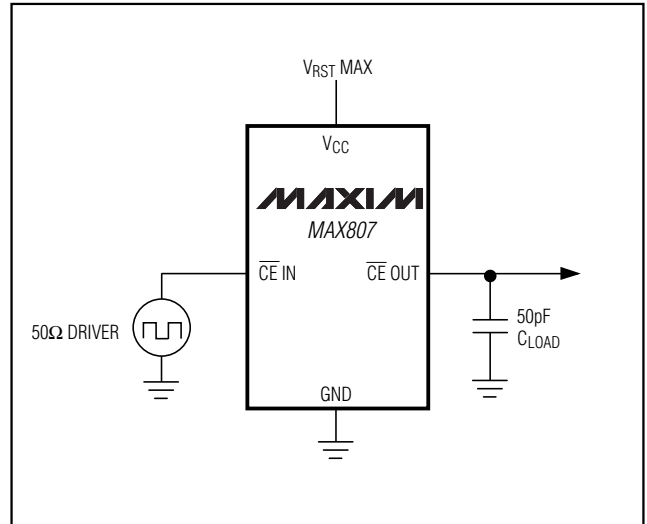 VRST MAX
VCC
MAXIM
MAX807
CE IN
CE OUT
50Ω DRIVER
50pF
CLOAD
GND